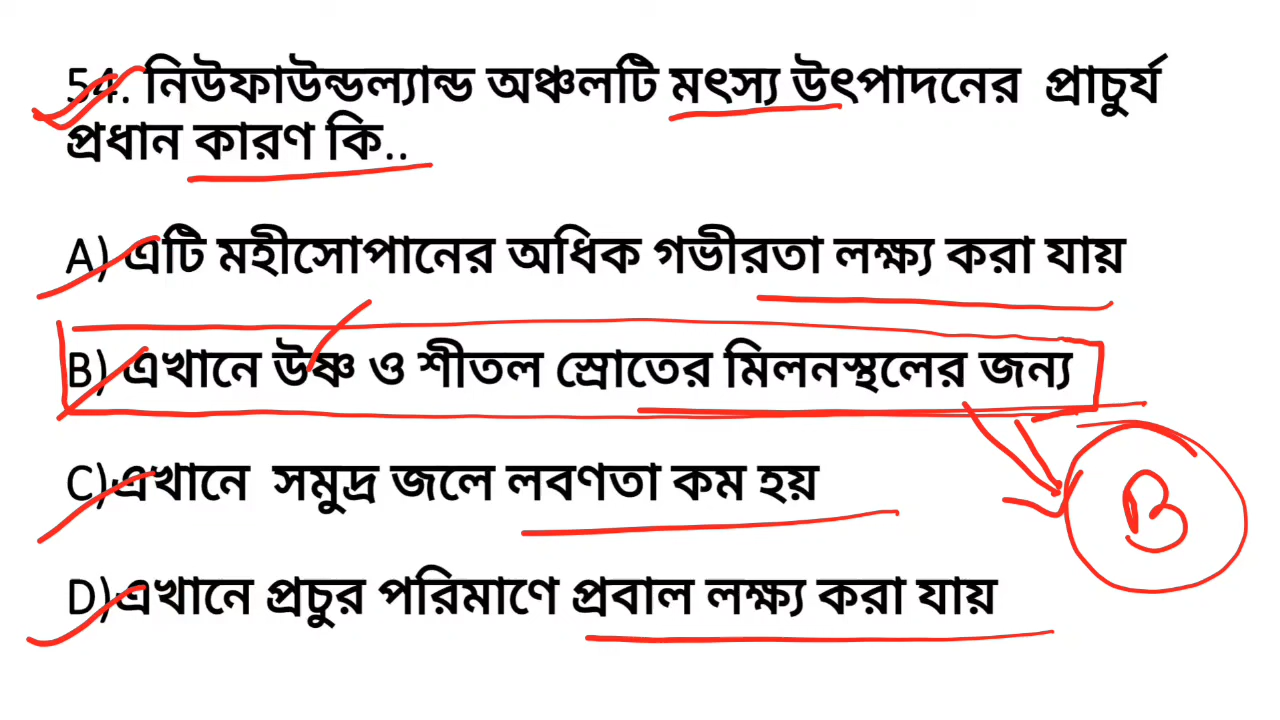 54. নিউফাউন্ডল্যান্ড অঞ্চলটি মৎস্য উৎপাদনের প্রাচুর্য
প্রধান কারণ কি..
A) এটি মহীসোপানের অধিক গভীরতা লক্ষ্য করা যায়
B) এখানে উষ্ণ ও শীতল স্রোতের মিলনস্থলের জন্য
C)এখানে সমুদ্র জলে লবণতা কম হয়
B
D)এখানে প্রচুর পরিমাণে প্রবাল লক্ষ্য করা যায়